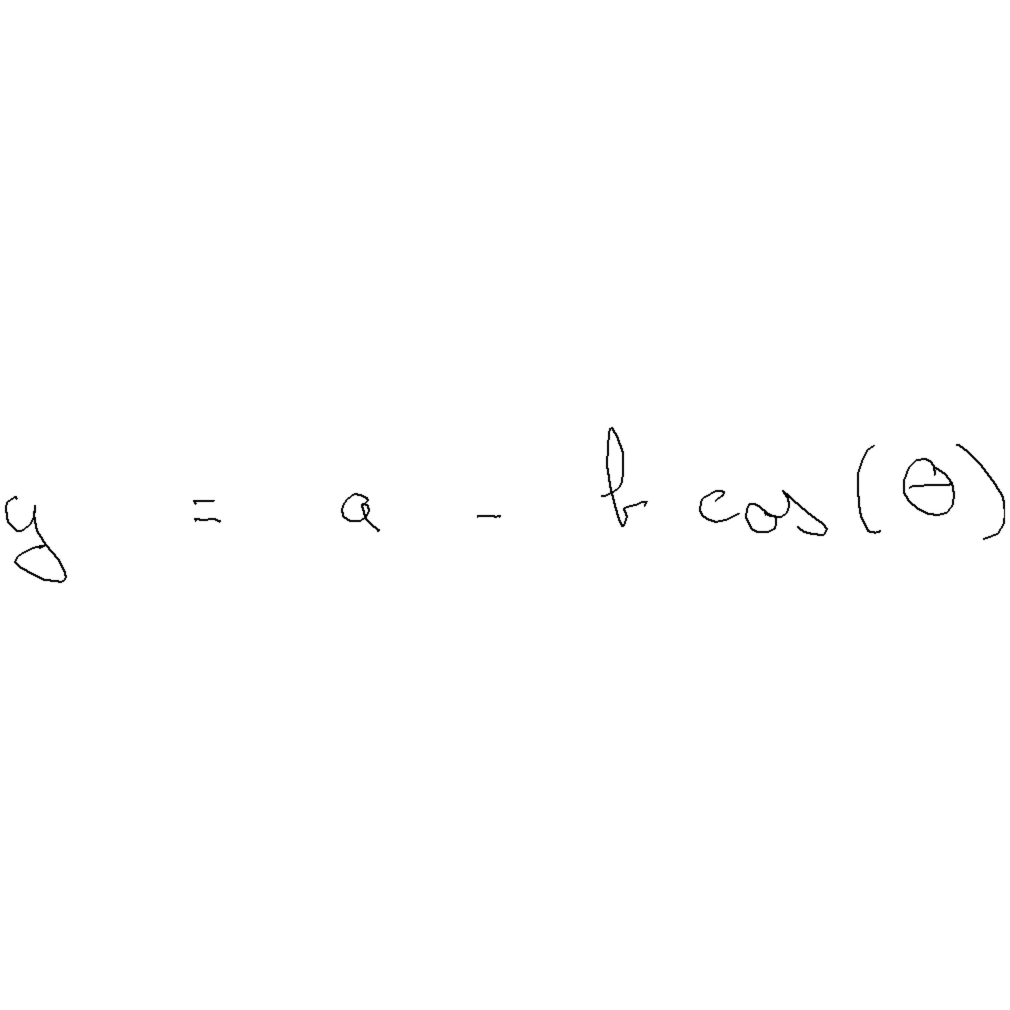 y = a - b cos(θ)